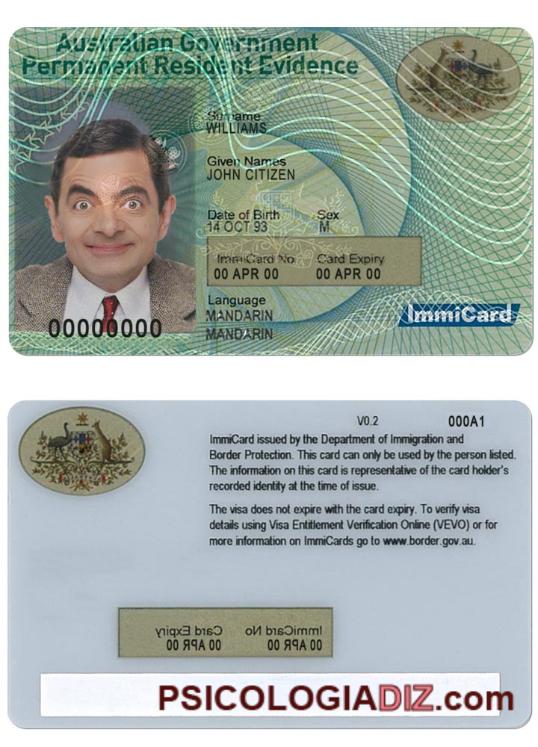 Australian Government
Permanent Resident Evidence
Surname
WILLIAMS
Given Names
JOHN CITIZEN
Date of Birth Sex
14 OCT 93 M
ImmiCard No Card Expiry
00 APR 00 00 APR 00
Language
MANDARIN
MANDARIN
00000000
ImmiCard
V0.2 000A1
ImmiCard issued by the Department of Immigration and
Border Protection. This card can only be used by the person listed.
The information on this card is representative of the card holder's
recorded identity at the time of issue.
The visa does not expire with the card expiry. To verify visa
details using Visa Entitlement Verification Online (VEVO) or for
more information on ImmiCards go to www.border.gov.au.
ImmiCard No Card Expiry
00 APR 00 00 APR 00
PSICOLOGIADIZ.com